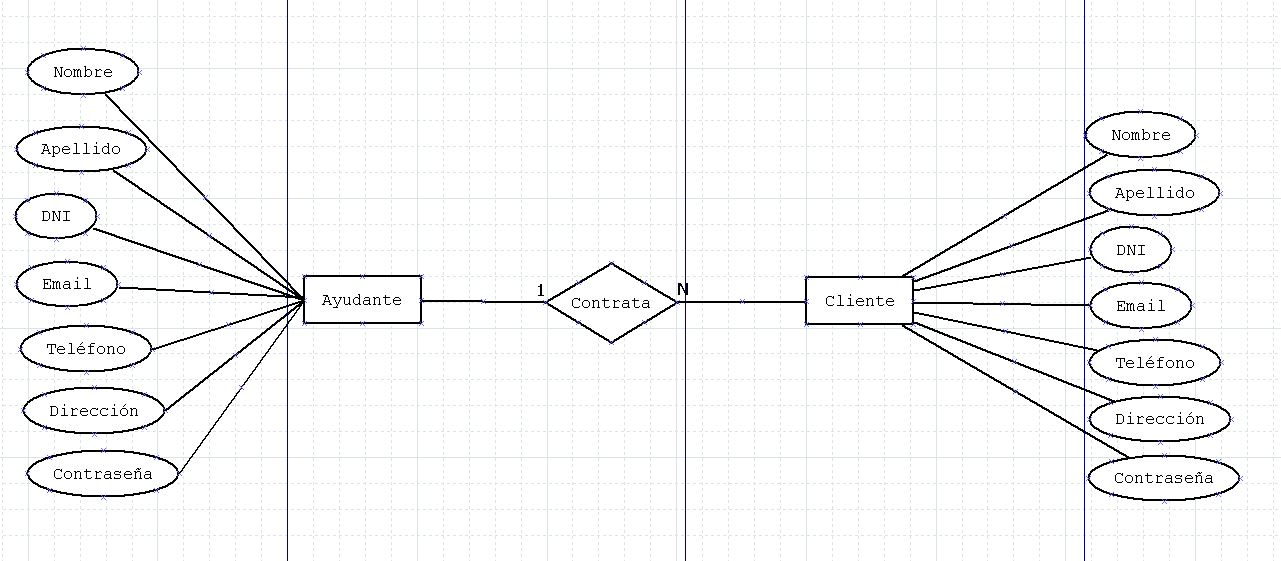 Nombre
Apellido
DNI
Email
Teléfono
Dirección
Contraseña
Ayudante
1
Contrata
N
Cliente
Nombre
Apellido
DNI
Email
Teléfono
Dirección
Contraseña